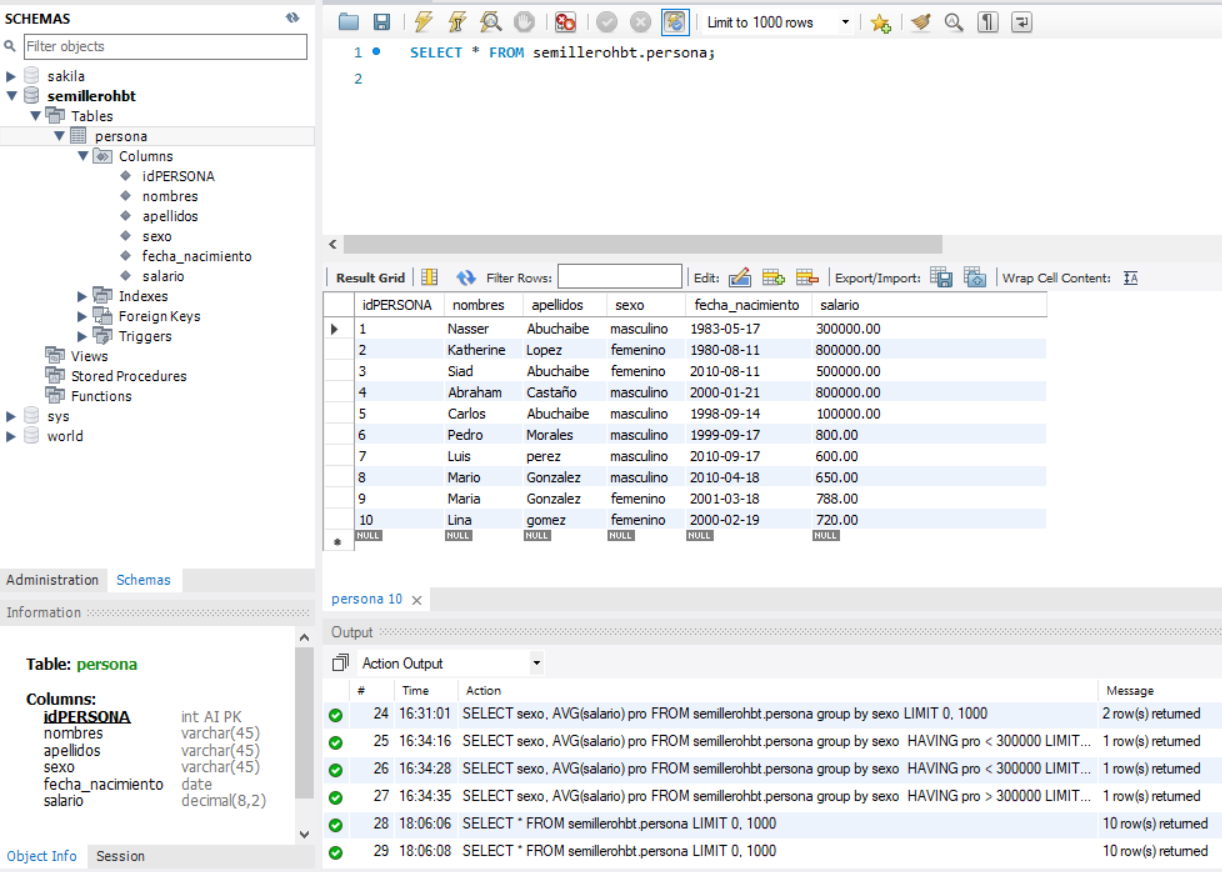 SCHEMAS
Filter objects
sakila
semillerohbt
Tables
persona
Columns
idPERSONA
nombres
apellidos
sexo
fecha_nacimiento
salario
Indexes
Foreign Keys
Triggers
Views
Stored Procedures
Functions
sys
world
Administration Schemas
Information
Table: persona
Columns:
idPERSONA int AI PK
nombres varchar(45)
apellidos varchar(45)
sexo varchar(45)
fecha_nacimiento date
salario decimal(8,2)
Object Info Session
Limit to 1000 rows
1 SELECT * FROM semillerohbt.persona;
2
Result Grid Filter Rows: Edit: Export/Import: Wrap Cell Content: IA
idPERSONA nombres apellidos sexo fecha_nacimiento salario
1 Nasser Abuchaibe masculino 1983-05-17 300000.00
2 Katherine Lopez femenino 1980-08-11 800000.00
3 Siad Abuchaibe femenino 2010-08-11 500000.00
4 Abraham Castaño masculino 2000-01-21 800000.00
5 Carlos Abuchaibe masculino 1998-09-14 100000.00
6 Pedro Morales masculino 1999-09-17 800.00
7 Luis perez masculino 2010-09-17 600.00
8 Mario Gonzalez masculino 2010-04-18 650.00
9 Maria Gonzalez femenino 2001-03-18 788.00
10 Lina gomez femenino 2000-02-19 720.00
NULL NULL NULL NULL NULL NULL
persona 10
Output
Action Output
# Time Action Message
24 16:31:01 SELECT sexo, AVG(salario) pro FROM semillerohbt.persona group by sexo LIMIT 0, 1000 2 row(s) returned
25 16:34:16 SELECT sexo, AVG(salario) pro FROM semillerohbt.persona group by sexo HAVING pro < 300000 LIMIT... 1 row(s) returned
26 16:34:28 SELECT sexo, AVG(salario) pro FROM semillerohbt.persona group by sexo HAVING pro < 300000 LIMIT... 1 row(s) returned
27 16:34:35 SELECT sexo, AVG(salario) pro FROM semillerohbt.persona group by sexo HAVING pro > 300000 LIMIT... 1 row(s) returned
28 18:06:06 SELECT * FROM semillerohbt.persona LIMIT 0, 1000 10 row(s) returned
29 18:06:08 SELECT * FROM semillerohbt.persona LIMIT 0, 1000 10 row(s) returned